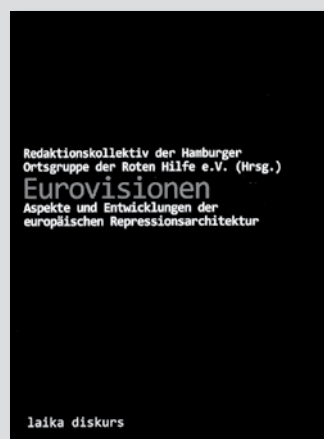 Redaktionskollektiv der Hamburger
Ortsgruppe der Roten Hilfe e.V. (Hrsg.)
Eurovisionen
Aspekte und Entwicklungen der
europäischen Repressionsarchitektur
laika diskurs